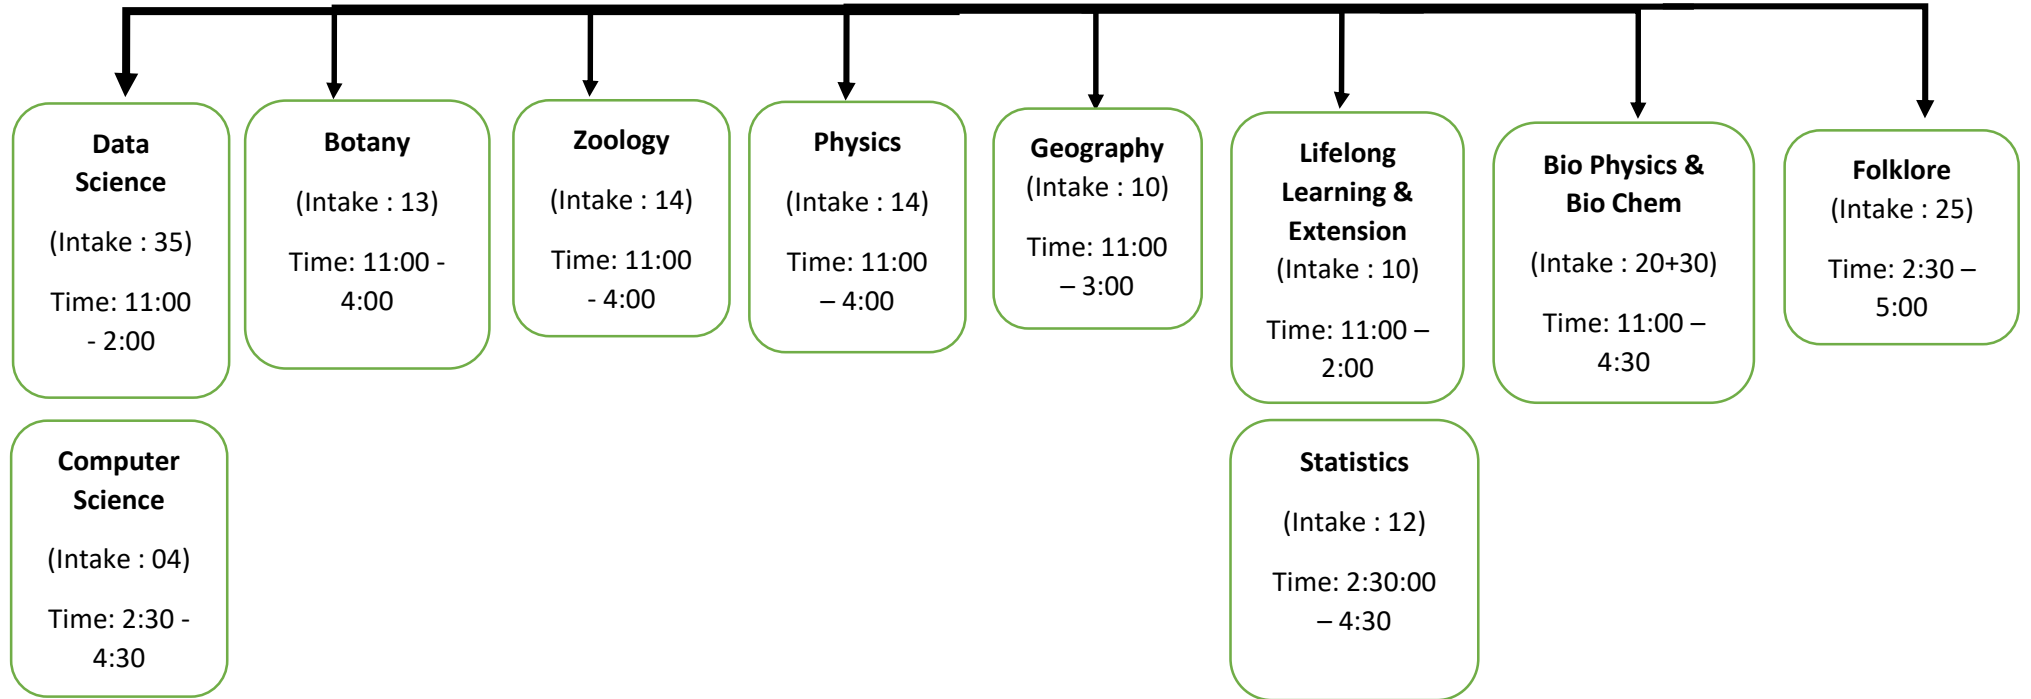 Data
Science
(Intake : 35)
Time: 11:00
- 2:00
Botany
(Intake : 13)
Time: 11:00 -
4:00
Zoology
(Intake : 14)
Time: 11:00
- 4:00
Physics
(Intake : 14)
Time: 11:00
– 4:00
Geography
(Intake : 10)
Time: 11:00
– 3:00
Lifelong
Learning &
Extension
(Intake : 10)
Time: 11:00 –
2:00
Bio Physics &
Bio Chem
(Intake : 20+30)
Time: 11:00 –
4:30
Folklore
(Intake : 25)
Time: 2:30 –
5:00
Computer
Science
(Intake : 04)
Time: 2:30 -
4:30
Statistics
(Intake : 12)
Time: 2:30:00
– 4:30